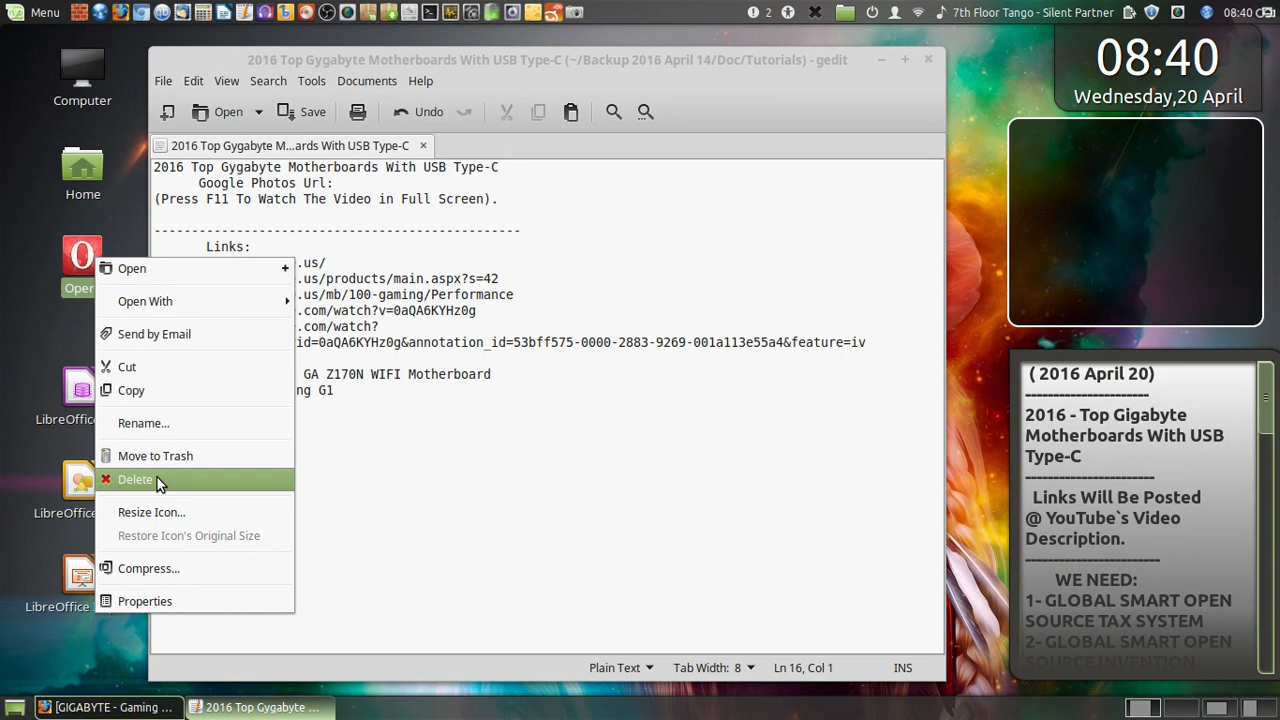 Menu
2
7th Floor Tango - Silent Partner
08:40
Computer
Home
Oper
LibreOffic
LibreOffic
LibreOffice
2016 Top Gygabyte Motherboards With USB Type-C (~/Backup 2016 April 14/Doc/Tutorials) - gedit
File Edit View Search Tools Documents Help
Open Save Undo
2016 Top Gygabyte M...ards With USB Type-C
2016 Top Gygabyte Motherboards With USB Type-C
Google Photos Url:
(Press F11 To Watch The Video in Full Screen).
--------------------------------------------------
Links:
.us/
.us/products/main.aspx?s=42
.us/mb/100-gaming/Performance
.com/watch?v=0aQA6KYHz0g
.com/watch?
id=0aQA6KYHz0g&annotation_id=53bff575-0000-2883-9269-001a113e55a4&feature=iv
GA Z170N WIFI Motherboard
ng G1
Open
Open With
Send by Email
Cut
Copy
Rename...
Move to Trash
Delete
Resize Icon...
Restore Icon's Original Size
Compress...
Properties
Plain Text Tab Width: 8 Ln 16, Col 1 INS
08:40
Wednesday,20 April
( 2016 April 20)
----------------------
2016 - Top Gigabyte
Motherboards With USB
Type-C
-----------------------
Links Will Be Posted
@ YouTube`s Video
Description.
------------------------
WE NEED:
1- GLOBAL SMART OPEN
SOURCE TAX SYSTEM
2- GLOBAL SMART OPEN
SOURCE INVENTION
[GIGABYTE - Gaming ...
2016 Top Gygabyte ...